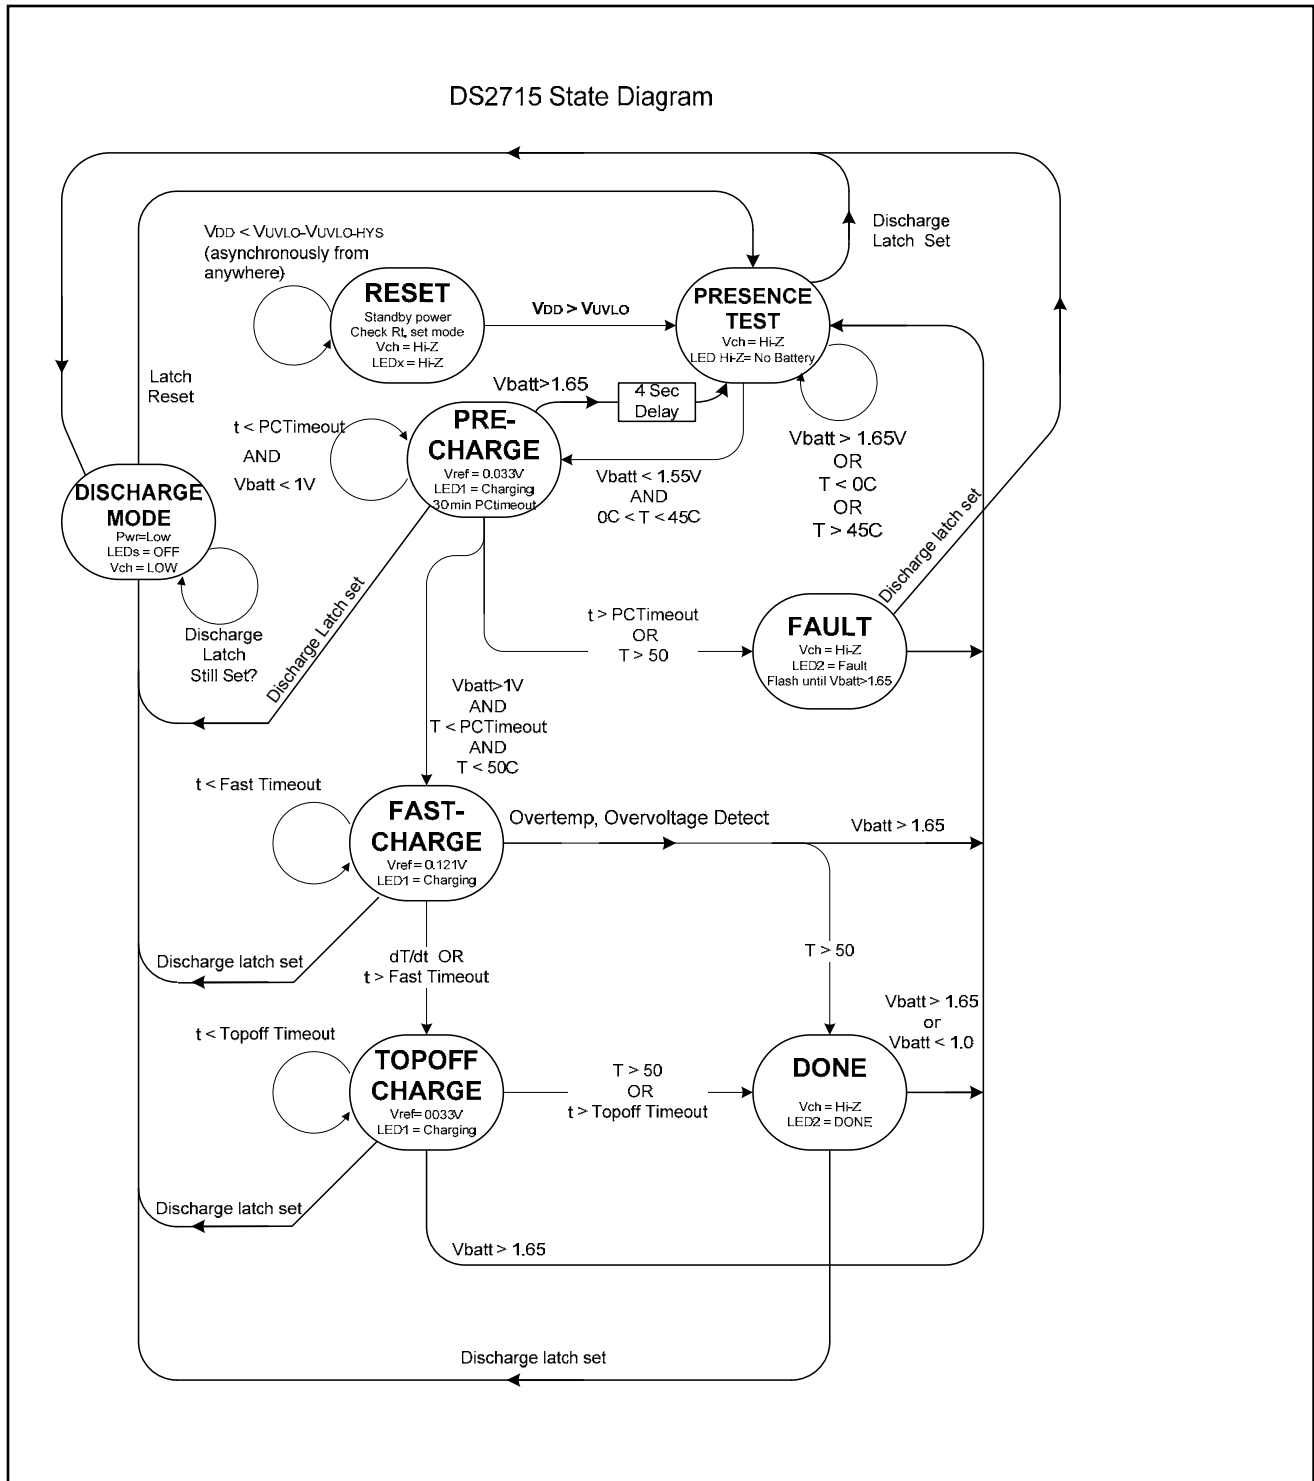 DS2715 State Diagram
Discharge
Latch Set
VDD < VUVLO-VUVLO-HYS
(asynchronously from
anywhere)
RESET
Standby power
Check Rt, set mode
Vch = Hi-Z
LEDx = Hi-Z
VDD > VUVLO
PRESENCE
TEST
Vch = Hi-Z
LED Hi-Z= No Battery
Latch
Reset
Vbatt>1.65
4 Sec
Delay
t < PCTimeout
AND
Vbatt < 1V
PRE-
CHARGE
Vref = 0.033V
LED1 = Charging
30min PCtimeout
Vbatt < 1.55V
AND
0C < T < 45C
Vbatt > 1.65V
OR
T < 0C
OR
T > 45C
DISCHARGE
MODE
Pwr=Low
LEDs = OFF
Vch = LOW
Discharge
Latch
Still Set?
Discharge Latch set
Discharge latch set
t > PCTimeout
OR
T > 50
FAULT
Vch = Hi-Z
LED2 = Fault
Flash until Vbatt>1.65
Vbatt>1V
AND
T < PCTimeout
AND
T < 50C
t < Fast Timeout
FAST-
CHARGE
Vref = 0.121V
LED1 = Charging
Overtemp, Overvoltage Detect
Vbatt > 1.65
Discharge latch set
dT/dt OR
t > Fast Timeout
T > 50
t < Topoff Timeout
TOPOFF
CHARGE
Vref= 0033V
LED1 = Charging
T > 50
OR
t > Topoff Timeout
Vbatt > 1.65
or
Vbatt < 1.0
DONE
Vch = Hi-Z
LED2 = DONE
Discharge latch set
Vbatt > 1.65
Discharge latch set